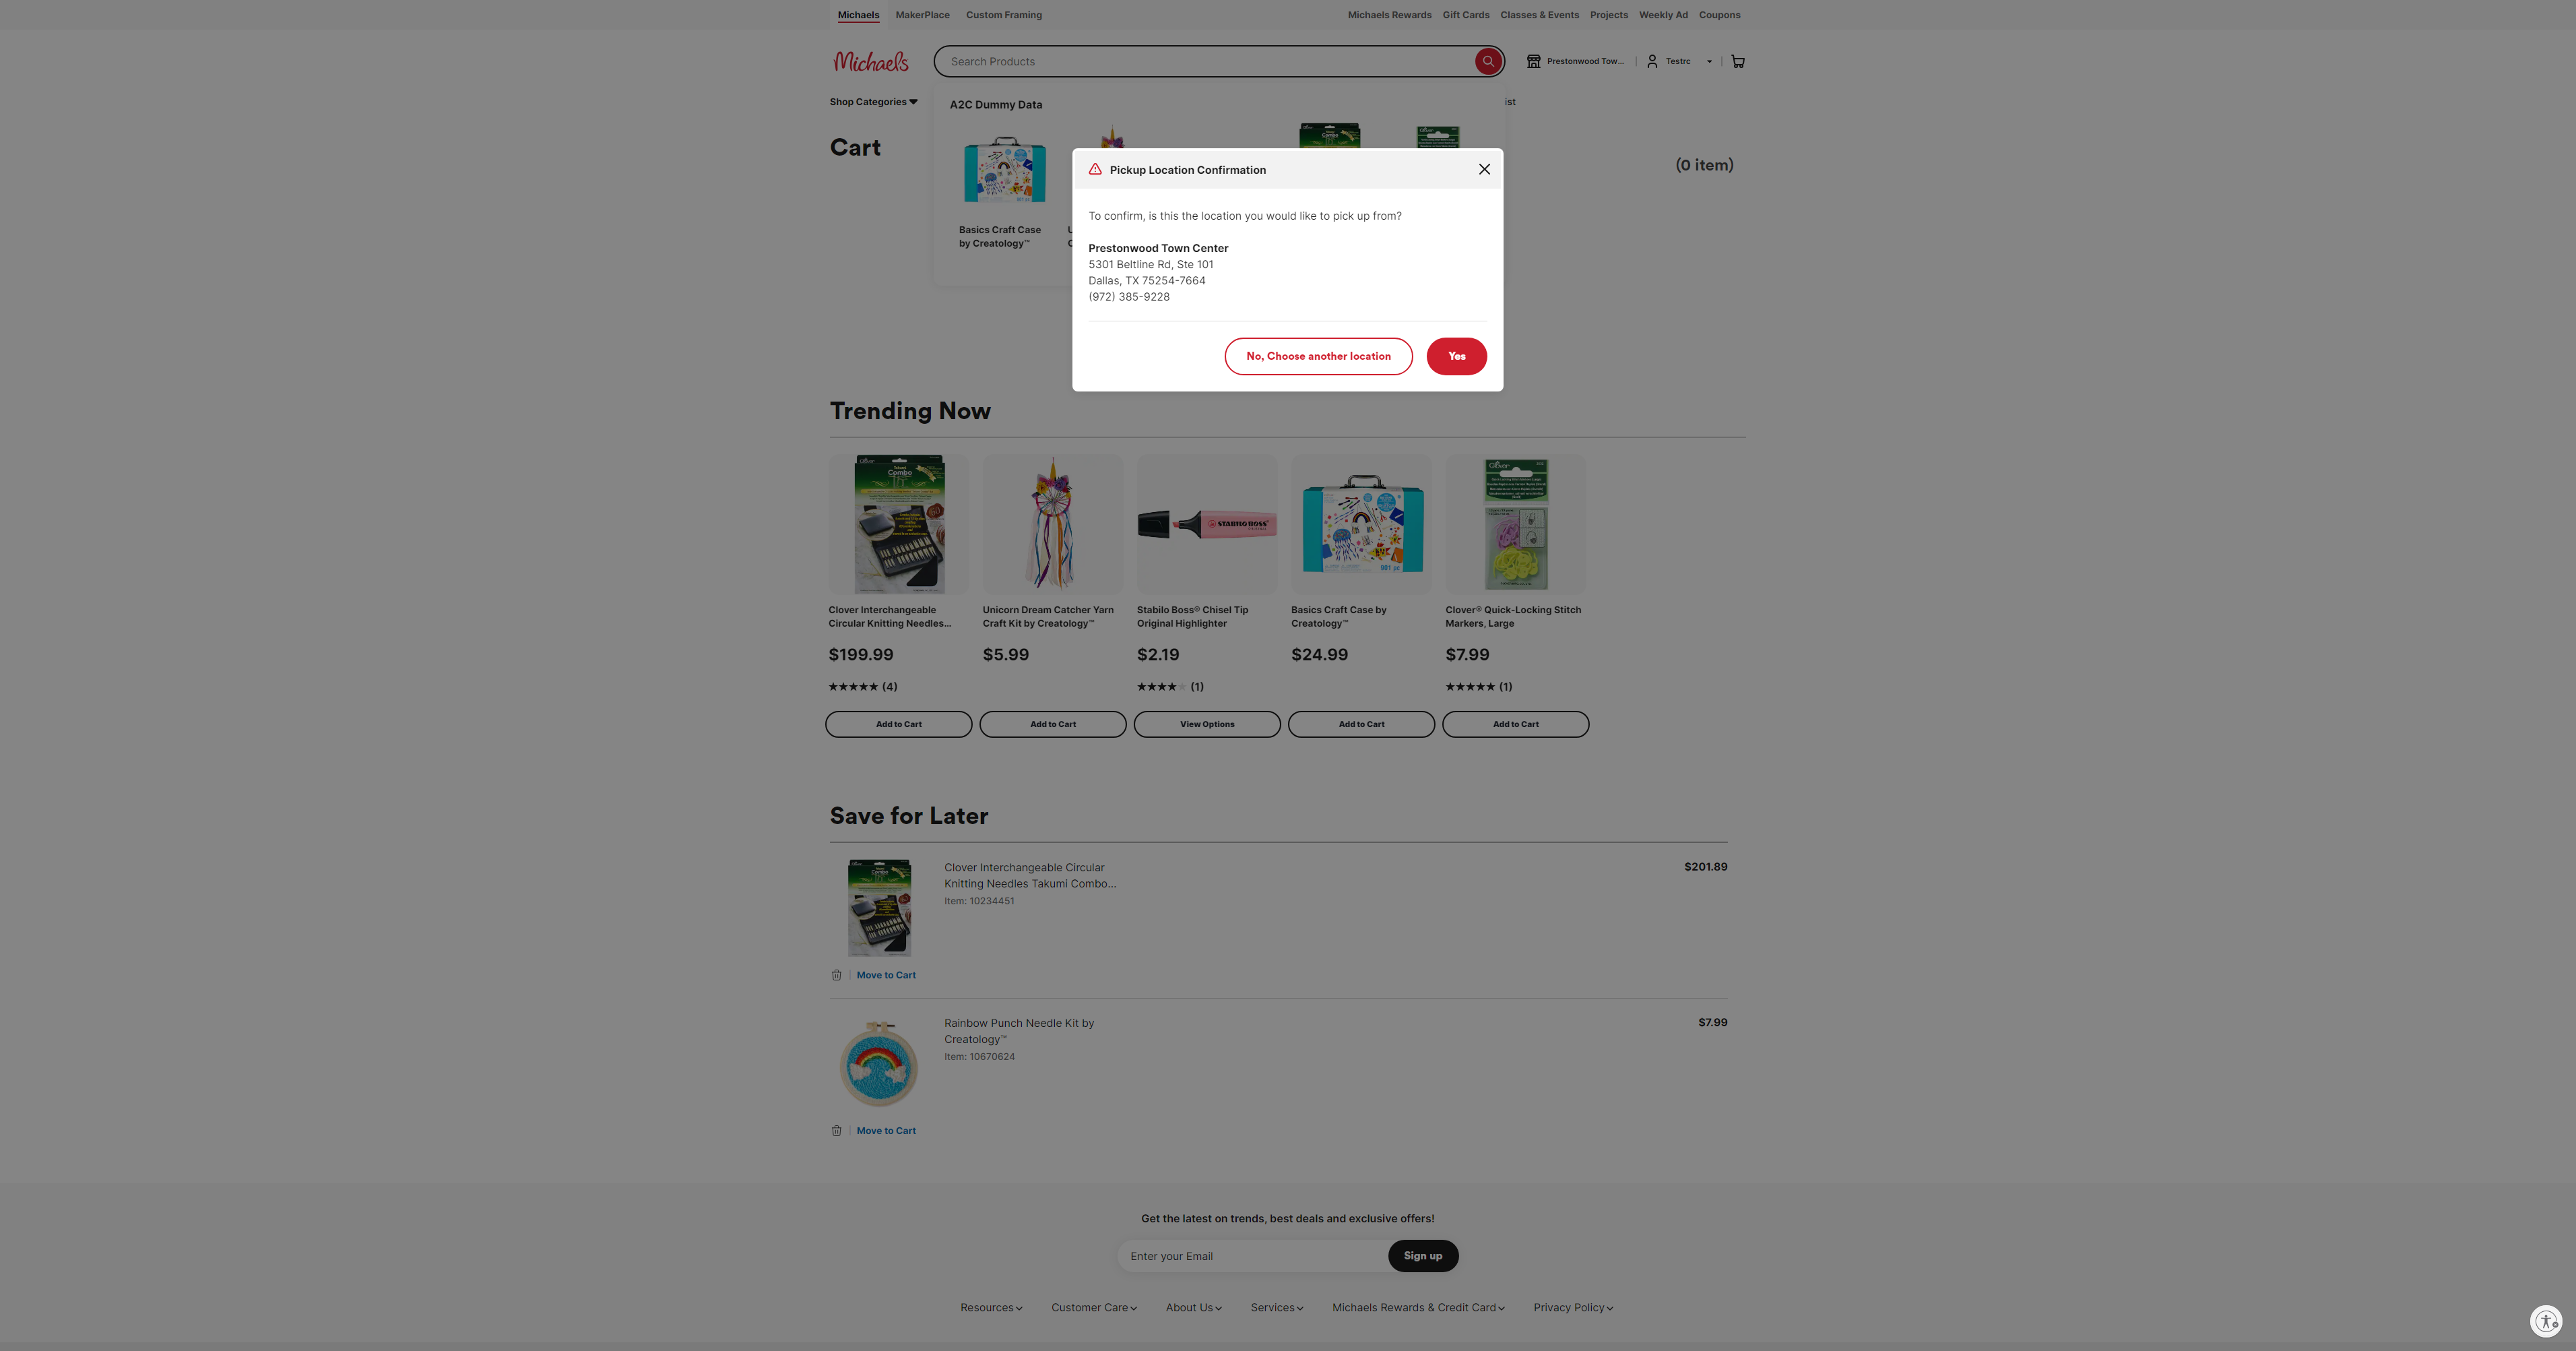 Michaels MakerPlace Custom Framing Michaels Rewards Gift Cards Classes & Events Projects Weekly Ad Coupons
Michaels Search Products Prestonwood Tow... Testrc
Shop Categories A2C Dummy Data ist
Cart
(0 item)
Basics Craft Case
by Creatology™
Pickup Location Confirmation
To confirm, is this the location you would like to pick up from?
Prestonwood Town Center
5301 Beltline Rd, Ste 101
Dallas, TX 75254-7664
(972) 385-9228
No, Choose another location Yes
Trending Now
Clover Interchangeable
Circular Knitting Needles...
$199.99
(4)
Add to Cart
Unicorn Dream Catcher Yarn
Craft Kit by Creatology™
$5.99
Add to Cart
STABILO BOSS
Stabilo Boss® Chisel Tip
Original Highlighter
$2.19
(1)
View Options
Basics Craft Case by
Creatology™
$24.99
Add to Cart
Clover
Clover® Quick-Locking Stitch
Markers, Large
$7.99
(1)
Add to Cart
Save for Later
Clover Interchangeable Circular
Knitting Needles Takumi Combo...
Item: 10234451
$201.89
Move to Cart
Rainbow Punch Needle Kit by
Creatology™
Item: 10670624
$7.99
Move to Cart
Get the latest on trends, best deals and exclusive offers!
Enter your Email Sign up
Resources Customer Care About Us Services Michaels Rewards & Credit Card Privacy Policy